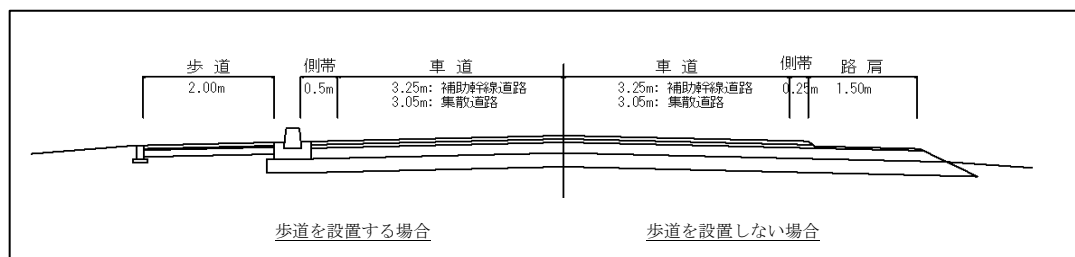 歩 道
側帯
車 道
車 道
側帯
路 肩
2.00m
0.5m
3.25m: 補助幹線道路
3.05m: 集散道路
3.25m: 補助幹線道路
3.05m: 集散道路
0.25m
1.50m
歩道を設置する場合
歩道を設置しない場合